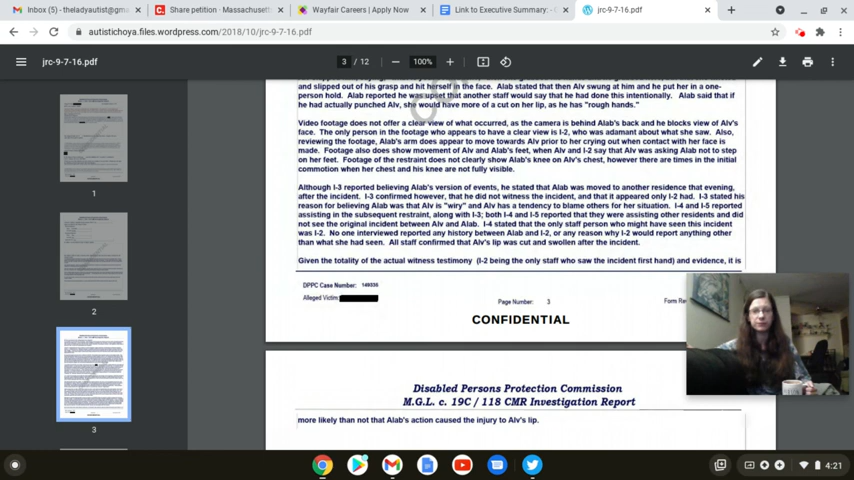 Inbox (5) - theladyautist@gma
Share petition · Massachuset
Wayfair Careers | Apply Now
Link to Executive Summary: - G
jrc-9-7-16.pdf
autistichoya.files.wordpress.com/2018/10/jrc-9-7-16.pdf
jrc-9-7-16.pdf
3 / 12
100%
1
2
3
and slipped out of his grasp and hit herself in the face. Alab stated that then Alv swung at him and he put her in a one-
person hold. Alab reported he was upset that another staff would say that he had done this intentionally. Alab said that if
he had actually punched Alv, she would have more of a cut on her lip, as he has "rough hands."
Video footage does not offer a clear view of what occurred, as the camera is behind Alab's back and he blocks view of Alv's
face. The only person in the footage who appears to have a clear view is I-2, who was adamant about what she saw. Also,
reviewing the footage, Alab's arm does appear to move towards Alv prior to her crying out when contact with her face is
made. Footage also does show movement of Alv and Alab's feet, when Alv and I-2 say that Alv was asking Alab not to step
on her feet. Footage of the restraint does not clearly show Alab's knee on Alv's chest, however there are times in the initial
commotion when her chest and his knee are not fully visible.
Although I-3 reported believing Alab's version of events, he stated that Alab was moved to another residence that evening,
after the incident. I-3 confirmed however, that he did not witness the incident, and that it appeared only I-2 had. I-3 stated his
reason for believing Alab was that Alv is "wiry" and Alv has a tendency to blame others for her situation. I-4 and I-5 reported
assisting in the subsequent restraint, along with I-3; both I-4 and I-5 reported that they were assisting other residents and did
not see the original incident between Alv and Alab. I-4 stated that the only staff person who might have seen this incident
was I-2. No one interviewed reported any history between Alab and I-2, or any reason why I-2 would report anything other
than what she had seen. All staff confirmed that Alv's lip was cut and swollen after the incident.
Given the totality of the actual witness testimony (I-2 being the only staff who saw the incident first hand) and evidence, it is
DPPC Case Number: 149336
Alleged Victim:
Page Number: 3
Form Re
CONFIDENTIAL
Disabled Persons Protection Commission
M.G.L. c. 19C / 118 CMR Investigation Report
more likely than not that Alab's action caused the injury to Alv's lip.
4:21